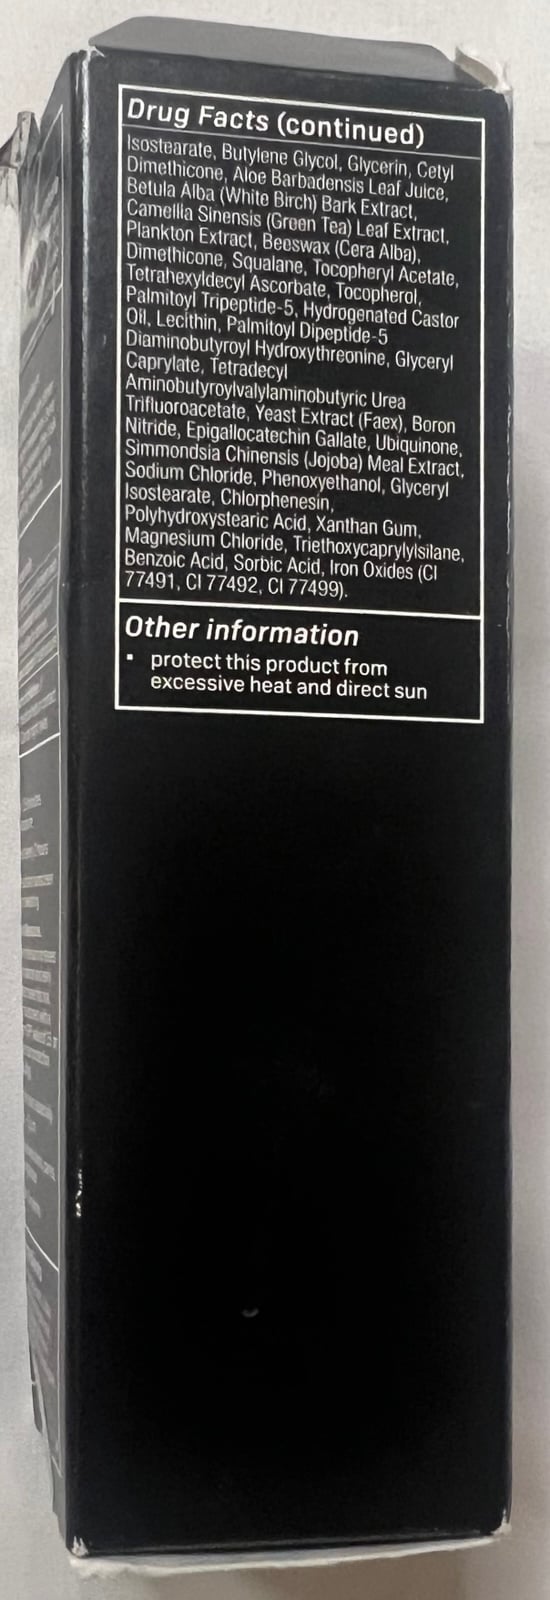 Drug Facts (continued)
Isostearate, Butylene Glycol, Glycerin, Cetyl
Dimethicone, Aloe Barbadensis Leaf Juice,
Betula Alba (White Birch) Bark Extract,
Camellia Sinensis (Green Tea) Leaf Extract,
Plankton Extract, Beeswax (Cera Alba),
Dimethicone, Squalane, Tocopheryl Acetate,
Tetrahexyldecyl Ascorbate, Tocopherol,
Palmitoyl Tripeptide-5, Hydrogenated Castor
Oil, Lecithin, Palmitoyl Dipeptide-5
Diaminobutyroyl Hydroxythreonine, Glyceryl
Caprylate, Tetradecyl
Aminobutyroylvalylaminobutyric Urea
Trifluoroacetate, Yeast Extract (Faex), Boron
Nitride, Epigallocatechin Gallate, Ubiquinone,
Simmondsia Chinensis (Jojoba) Meal Extract,
Sodium Chloride, Phenoxyethanol, Glyceryl
Isostearate, Chlorphenesin,
Polyhydroxystearic Acid, Xanthan Gum,
Magnesium Chloride, Triethoxycaprylylsilane,
Benzoic Acid, Sorbic Acid, Iron Oxides (CI
77491, CI 77492, CI 77499).
Other information
▪ protect this product from
excessive heat and direct sun